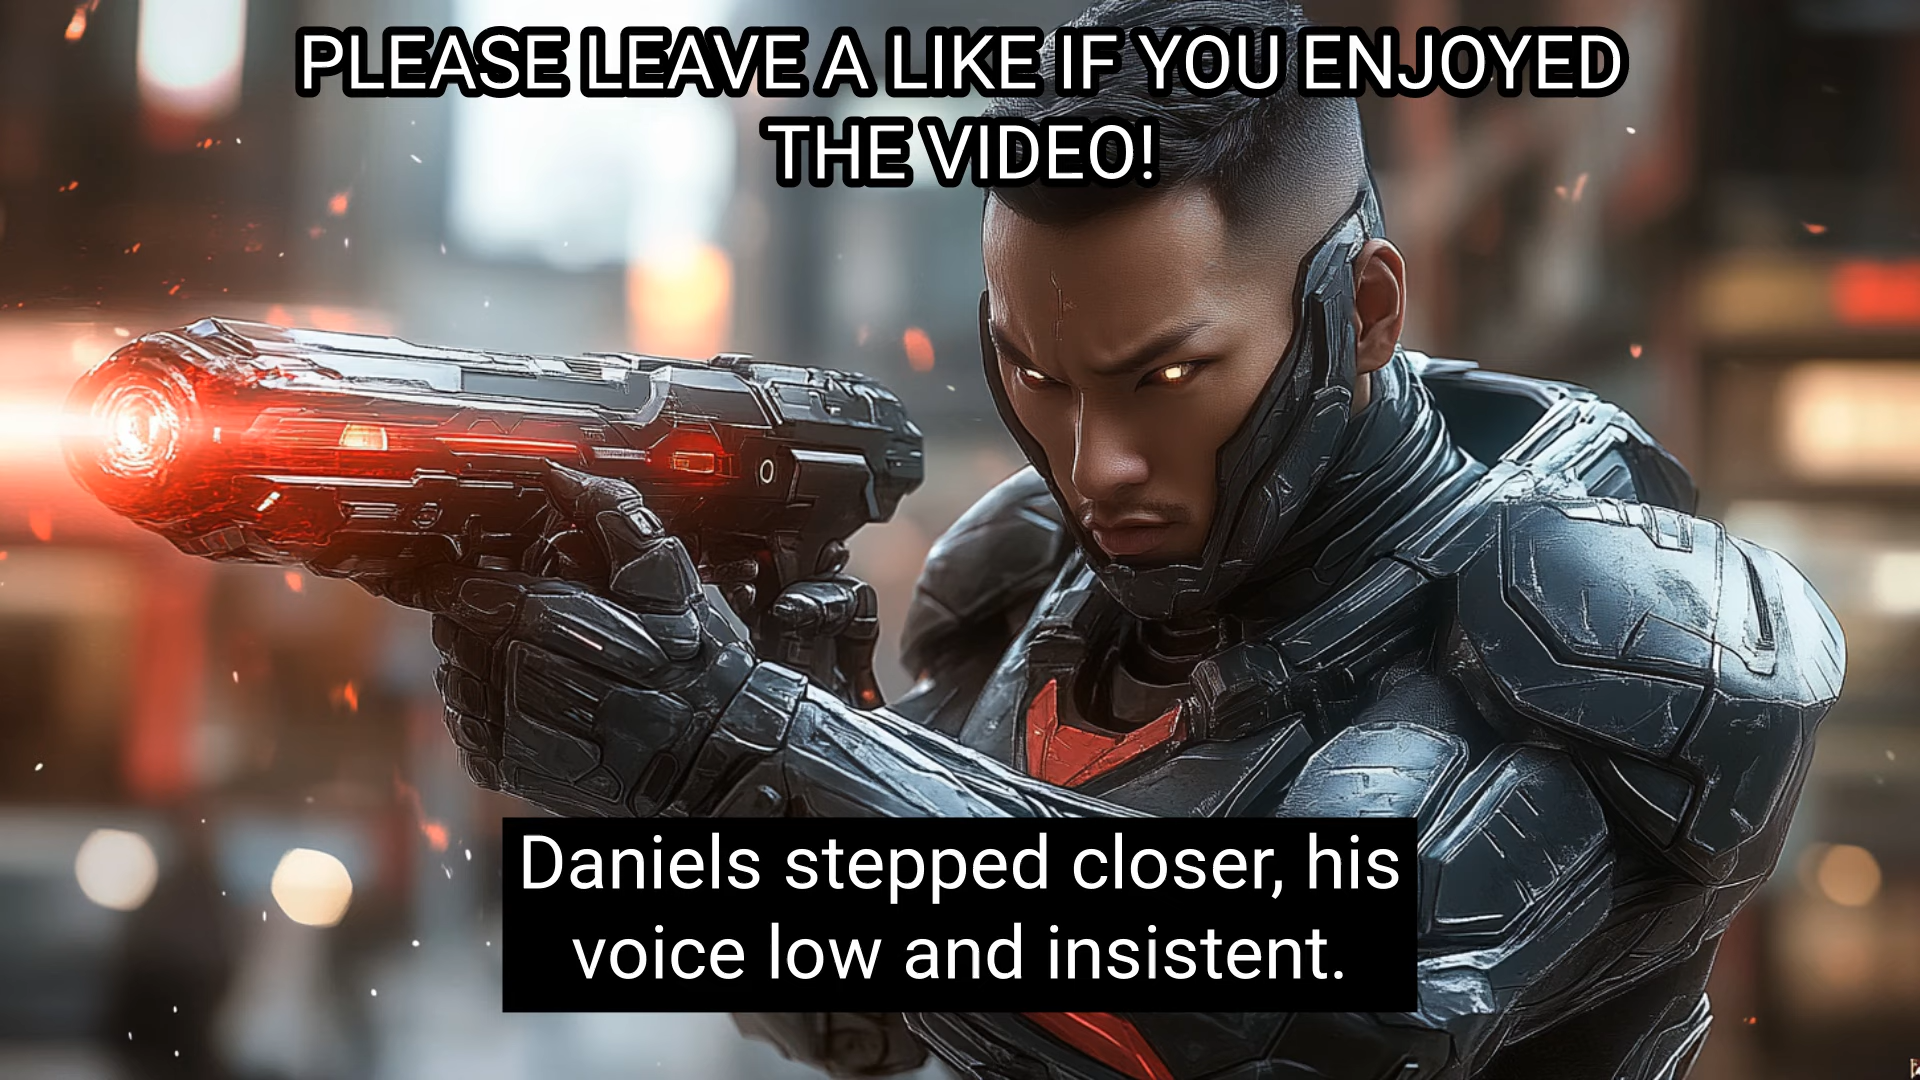 PLEASE LEAVE A LIKE IF YOU ENJOYED
THE VIDEO!
Daniels stepped closer, his
voice low and insistent.